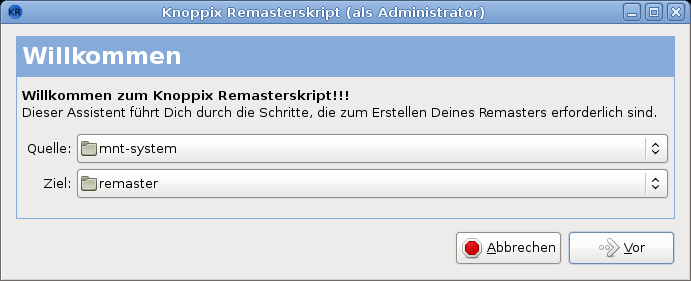 KR Knoppix Remasterskript (als Administrator)
Willkommen
Willkommen zum Knoppix Remasterskript!!!
Dieser Assistent führt Dich durch die Schritte, die zum Erstellen Deines Remasters erforderlich sind.
Quelle: mnt-system
Ziel: remaster
Abbrechen Vor